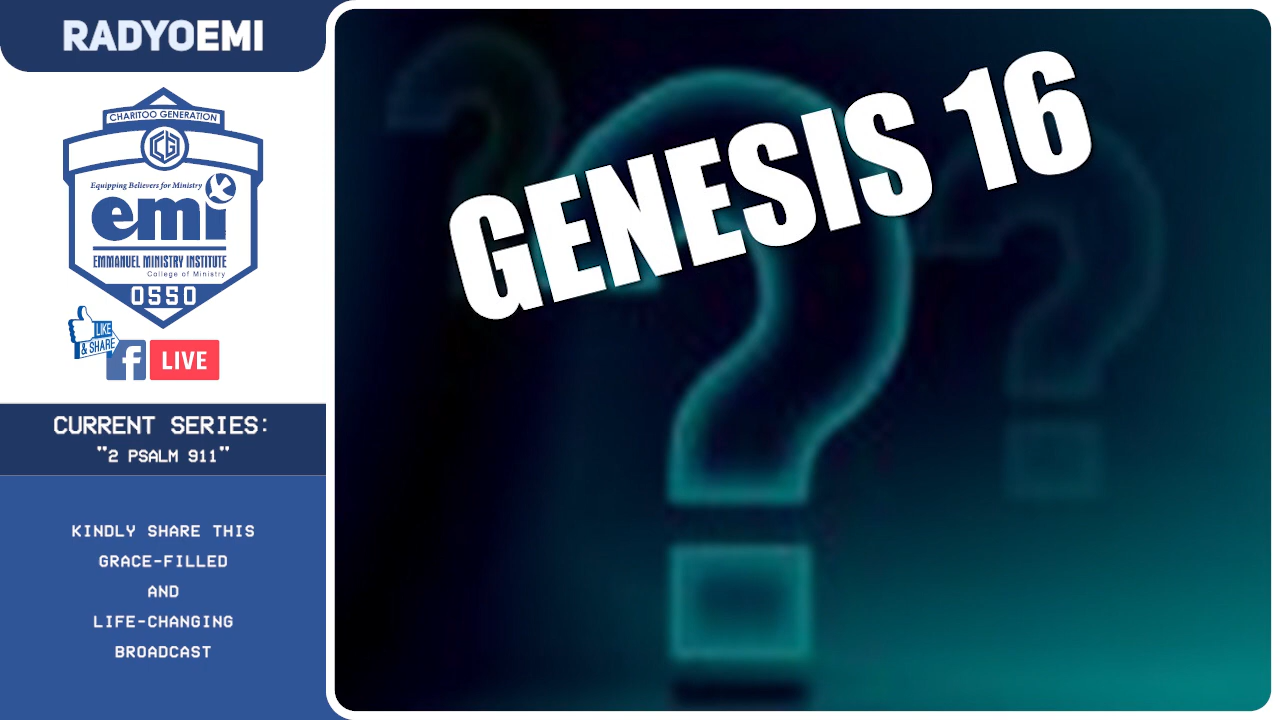 RADYOEMI
CHARITOO GENERATION
CG
Equipping Believers for Ministry
emi
EMMANUEL MINISTRY INSTITUTE
College of Ministry
0550
LIKE
& SHARE
f LIVE
CURRENT SERIES:
"2 PSALM 911"
KINDLY SHARE THIS
GRACE-FILLED
AND
LIFE-CHANGING
BROADCAST
GENESIS 16
?